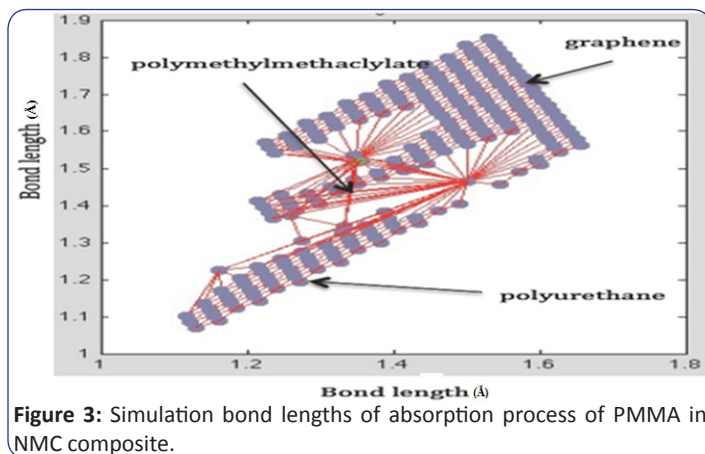 1.9
1.8
1.7
1.6
1.5
1.4
1.3
1.2
1.1
1
Bond length (Å)
polymethylmethaclylate
graphene
polyurethane
1
1.2
1.4
1.6
1.8
Bond length (Å)
Figure 3: Simulation bond lengths of absorption process of PMMA in
NMC composite.